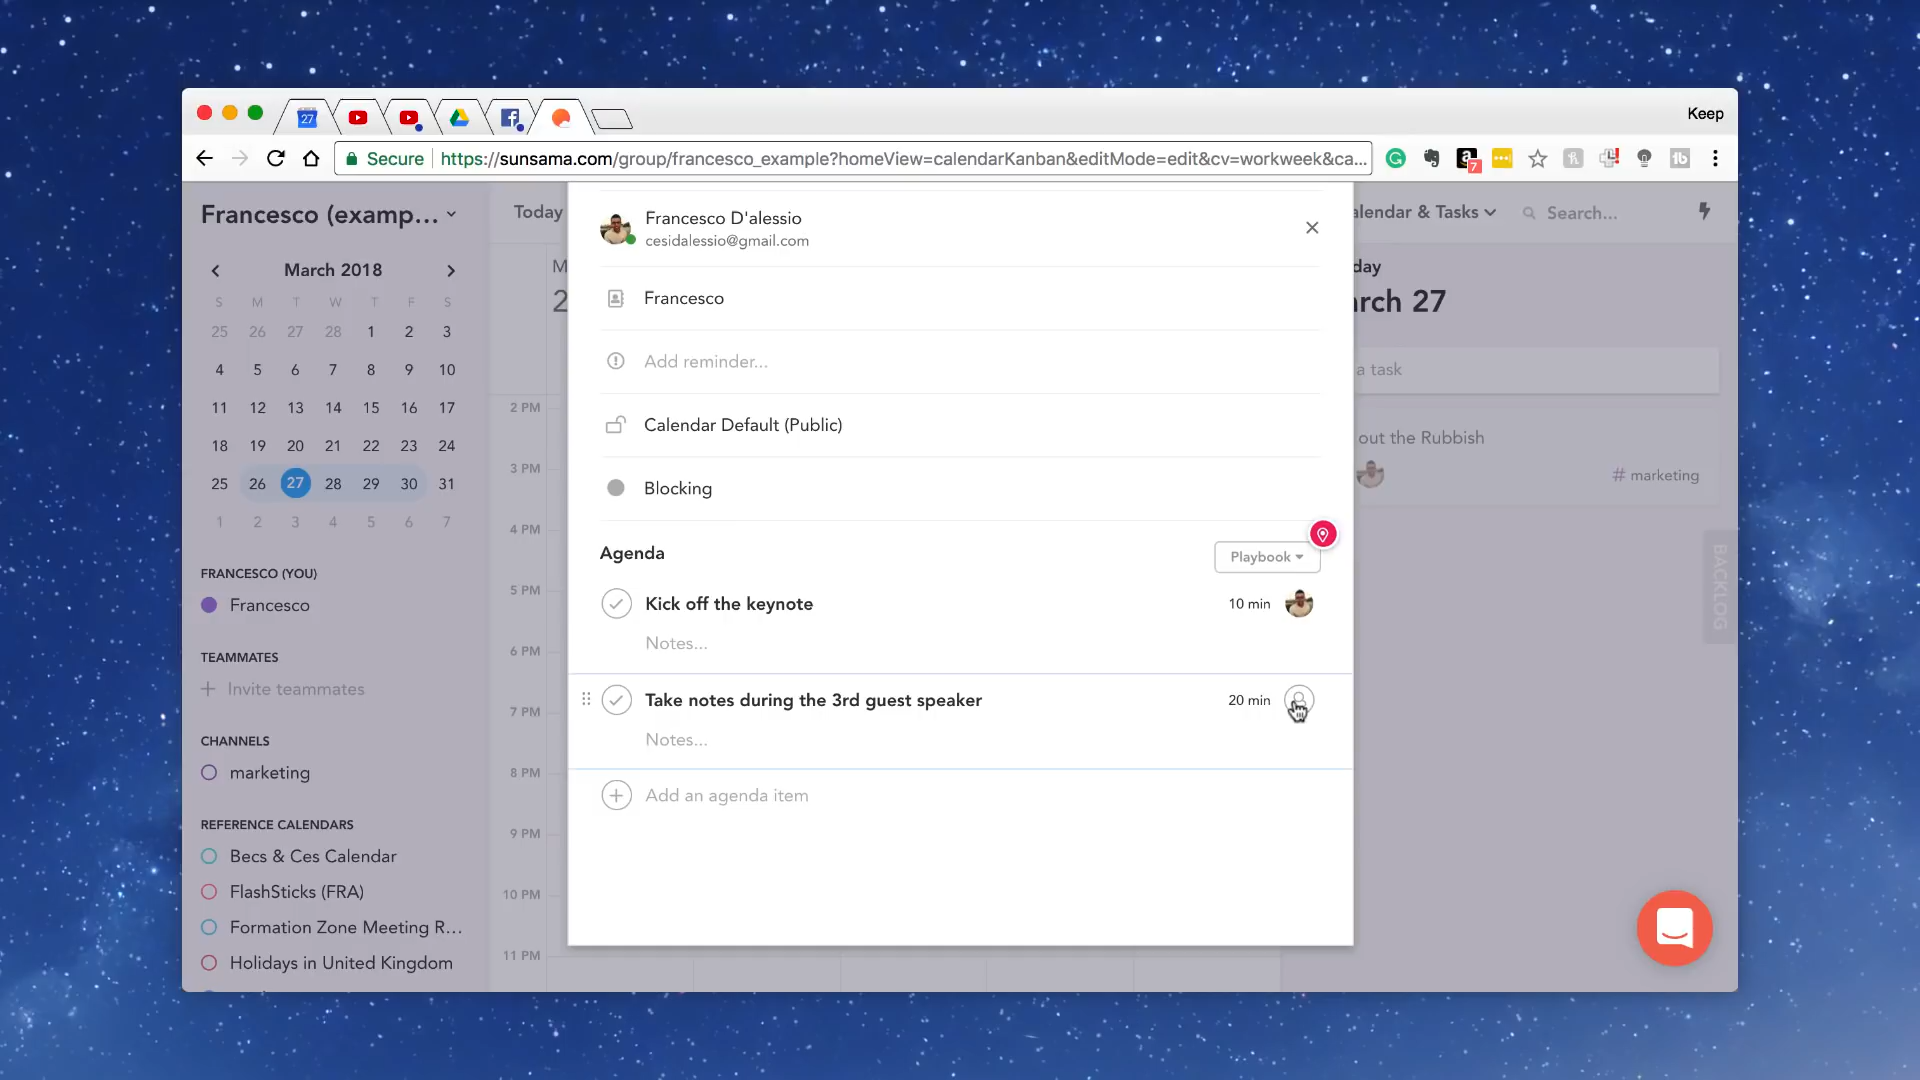 27
Keep
Secure
https://sunsama.com/group/francesco_example?homeView=calendarKanban&editMode=edit&cv=workweek&ca...
7
Francesco (examp...
Today
alendar & Tasks
Search...
Francesco D'alessio
cesidalessio@gmail.com
March 2018
S M T W T F S
25 26 27 28 1 2 3
4 5 6 7 8 9 10
11 12 13 14 15 16 17
18 19 20 21 22 23 24
25 26 27 28 29 30 31
1 2 3 4 5 6 7
M
2
day
arch 27
a task
out the Rubbish
# marketing
BACKLOG
Francesco
Add reminder...
Calendar Default (Public)
Blocking
Agenda
Playbook
Kick off the keynote
10 min
Notes...
Take notes during the 3rd guest speaker
20 min
Notes...
Add an agenda item
2 PM
3 PM
4 PM
5 PM
6 PM
7 PM
8 PM
9 PM
10 PM
11 PM
FRANCESCO (YOU)
Francesco
TEAMMATES
Invite teammates
CHANNELS
marketing
REFERENCE CALENDARS
Becs & Ces Calendar
FlashSticks (FRA)
Formation Zone Meeting R...
Holidays in United Kingdom